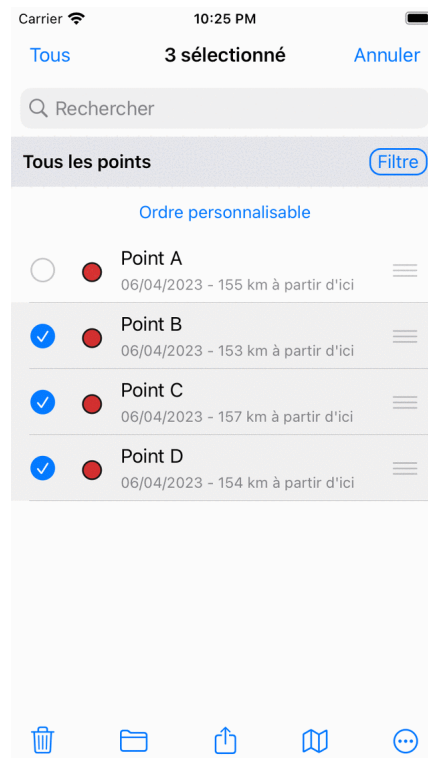 Carrier 10:25 PM
Tous 3 sélectionné Annuler
Rechercher
Tous les points Filtre
Ordre personnalisable
Point A
06/04/2023 - 155 km à partir d'ici
Point B
06/04/2023 - 153 km à partir d'ici
Point C
06/04/2023 - 157 km à partir d'ici
Point D
06/04/2023 - 154 km à partir d'ici